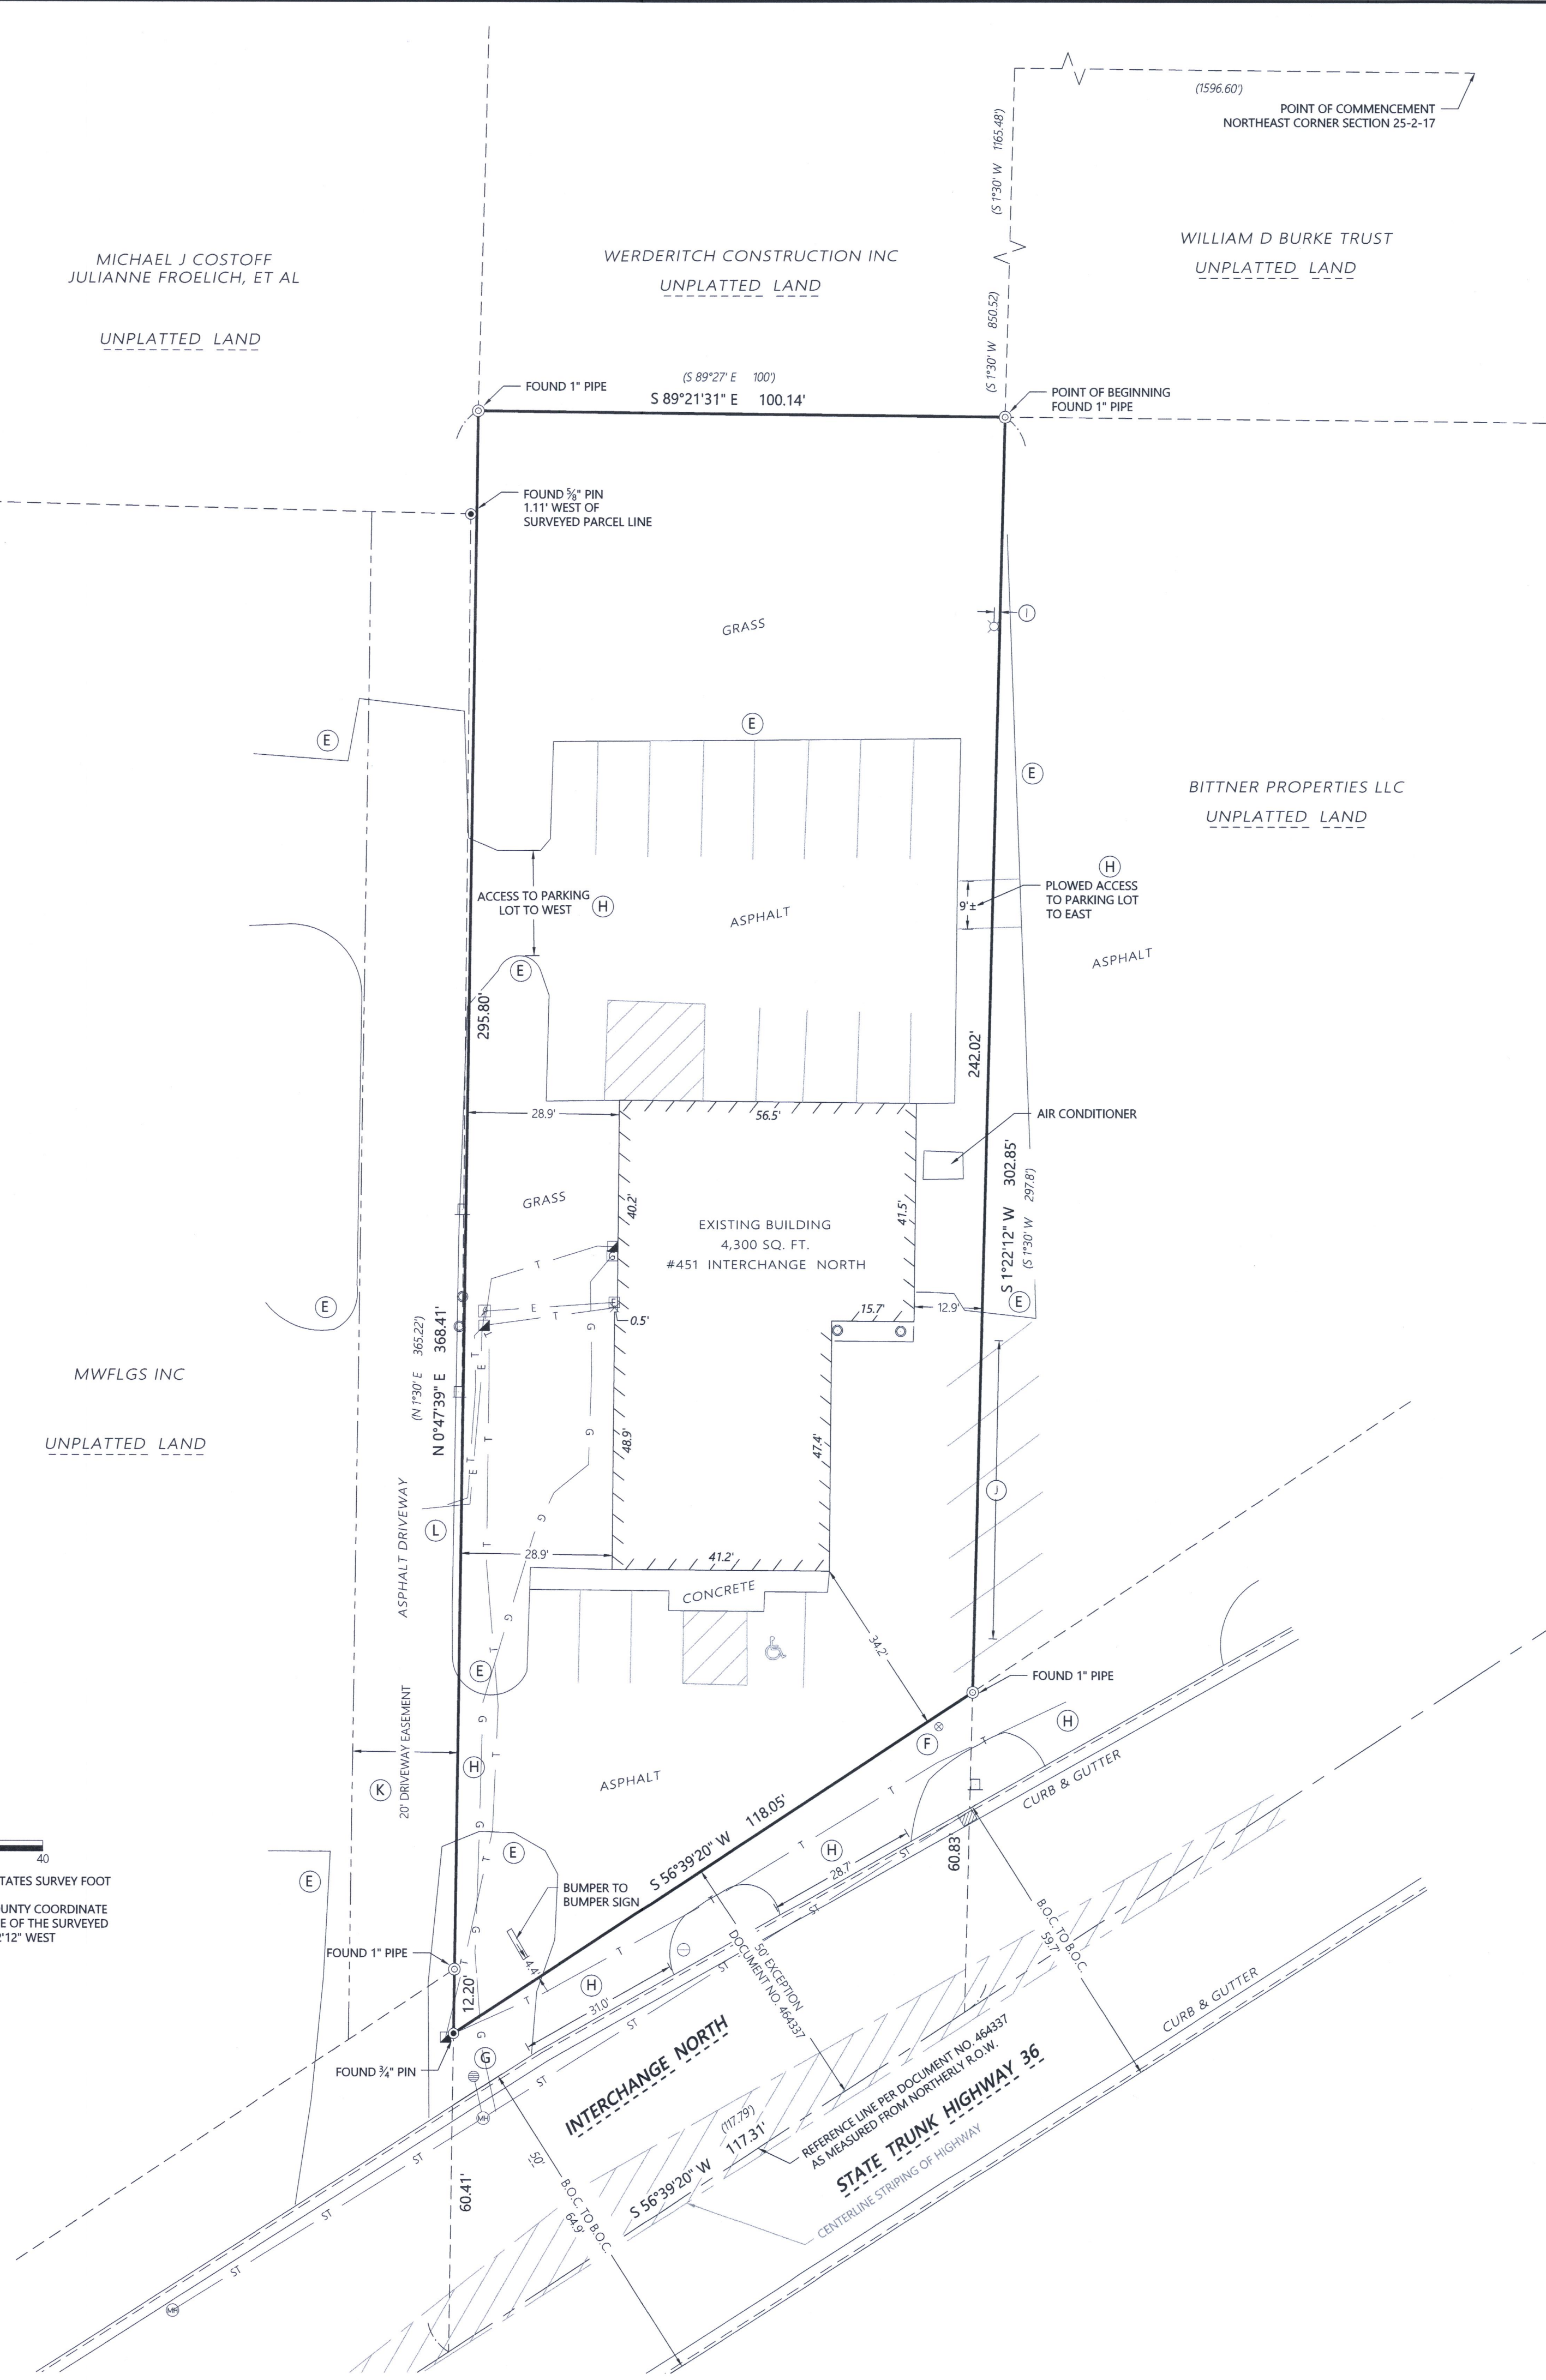 (1596.60')
POINT OF COMMENCEMENT
NORTHEAST CORNER SECTION 25-2-17
(S 1°30' W 1165.48')
MICHAEL J COSTOFF
JULIANNE FROELICH, ET AL
UNPLATTED LAND
WERDERITCH CONSTRUCTION INC
UNPLATTED LAND
WILLIAM D BURKE TRUST
UNPLATTED LAND
(S 1°30' W 850.52)
FOUND 1" PIPE
(S 89°27' E 100')
S 89°21'31" E 100.14'
POINT OF BEGINNING
FOUND 1" PIPE
FOUND ⅝" PIN
1.11' WEST OF
SURVEYED PARCEL LINE
I
GRASS
E
E
E
BITTNER PROPERTIES LLC
UNPLATTED LAND
ACCESS TO PARKING
LOT TO WEST
H
ASPHALT
9'±
H
PLOWED ACCESS
TO PARKING LOT
TO EAST
ASPHALT
E
295.80'
242.02'
28.9'
56.5'
AIR CONDITIONER
GRASS
40.2'
41.5'
EXISTING BUILDING
4,300 SQ. FT.
#451 INTERCHANGE NORTH
S 1°22'12" W 302.85'
(S 1°30' W 297.8')
E
E
T
G
E
E
T
0.5'
15.7'
12.9'
G
(N 1°30' E 365.22')
N 0°47'39" E 368.41'
MWFLGS INC
UNPLATTED LAND
T
E
T
E
T
G
48.9'
47.4'
J
ASPHALT DRIVEWAY
L
G
T
28.9'
41.2'
CONCRETE
G
T
E
34.2'
FOUND 1" PIPE
20' DRIVEWAY EASEMENT
K
H
G
T
ASPHALT
F
H
T
T
T
CURB & GUTTER
118.05'
S 56°39'20" W
H
28.7'
ST
60.83'
40
TATES SURVEY FOOT
UNTY COORDINATE
E OF THE SURVEYED
2'12" WEST
E
E
G
T
BUMPER TO
BUMPER SIGN
14.4'
FOUND 1" PIPE
T
12.20'
T
T
H
31.0'
ST
ST
ST
50' EXCEPTION
DOCUMENT NO. 464337
B.O.C. TO B.O.C.
59.7'
CURB & GUTTER
G
G
FOUND ¾" PIN
MH
ST
INTERCHANGE NORTH
(117.79')
117.31'
S 56°39'20" W
REFERENCE LINE PER DOCUMENT NO. 464337
AS MEASURED FROM NORTHERLY R.O.W.
STATE TRUNK HIGHWAY 36
CENTERLINE STRIPING OF HIGHWAY
50'
B.O.C. TO B.O.C.
64.9'
60.41'
ST
ST
ST
MH